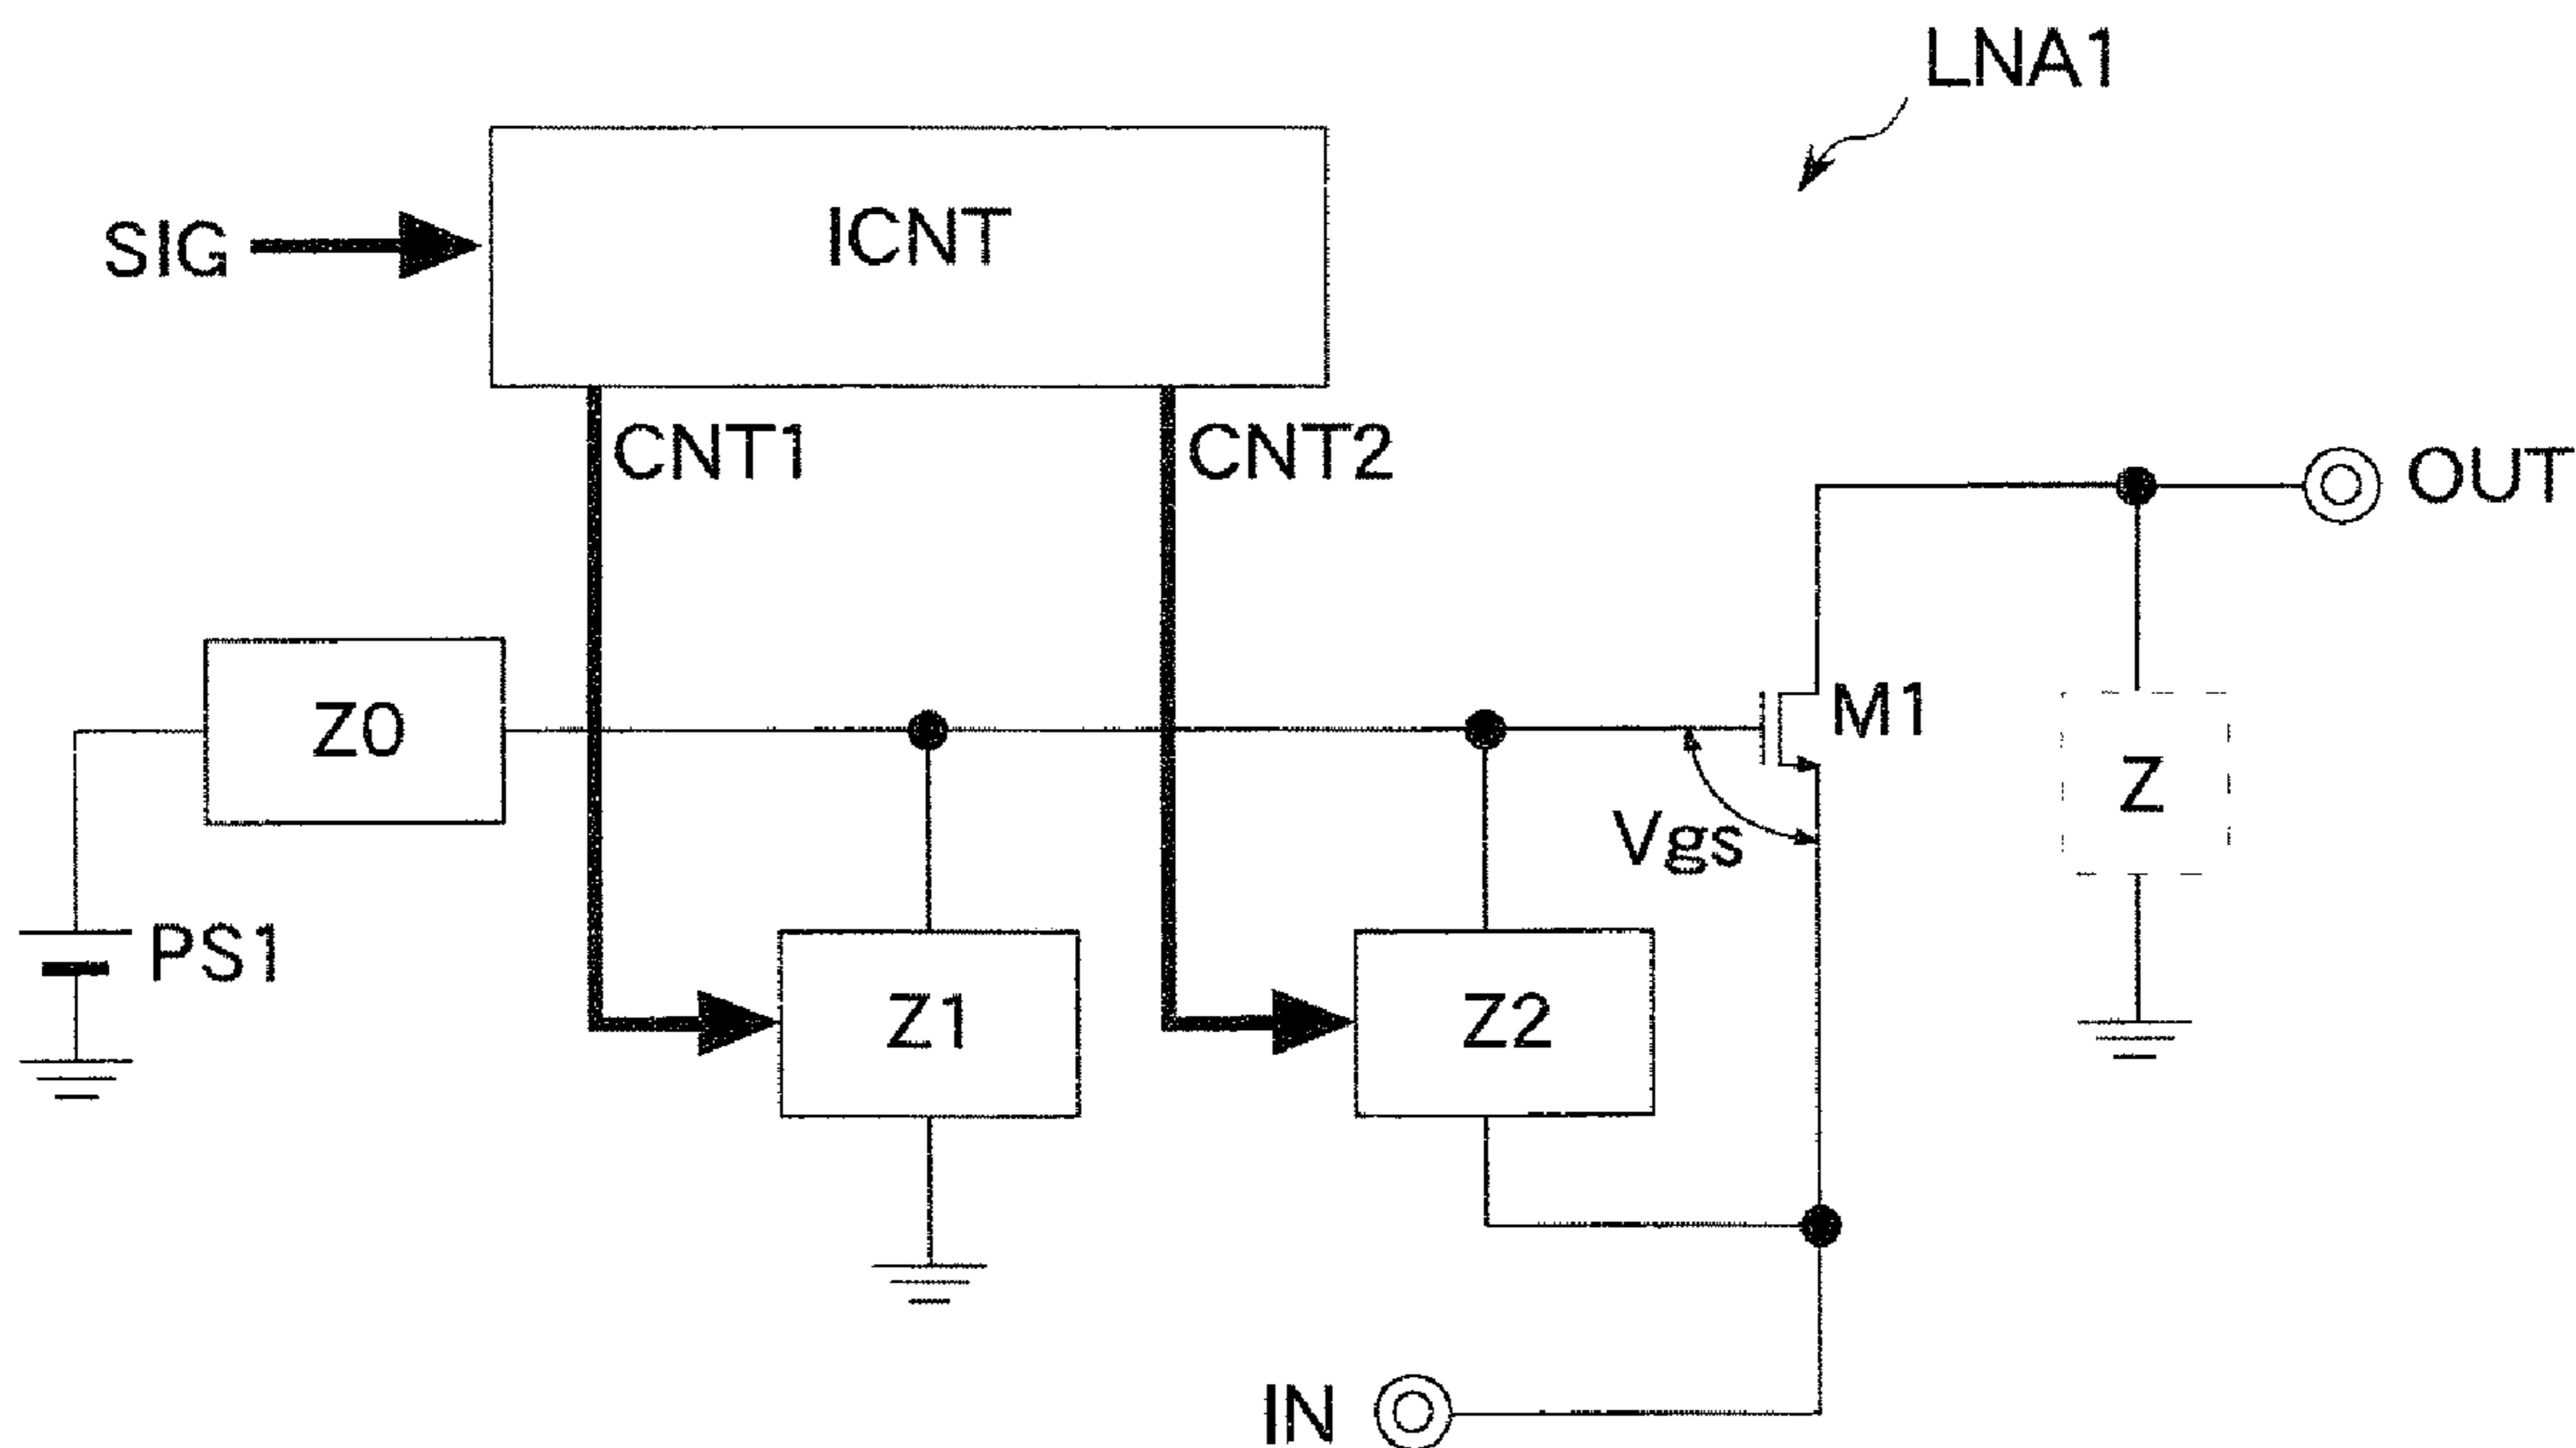 LNA1
SIG
ICNT
CNT1
CNT2
OUT
Z0
M1
Vgs
Z
PS1
Z1
Z2
IN